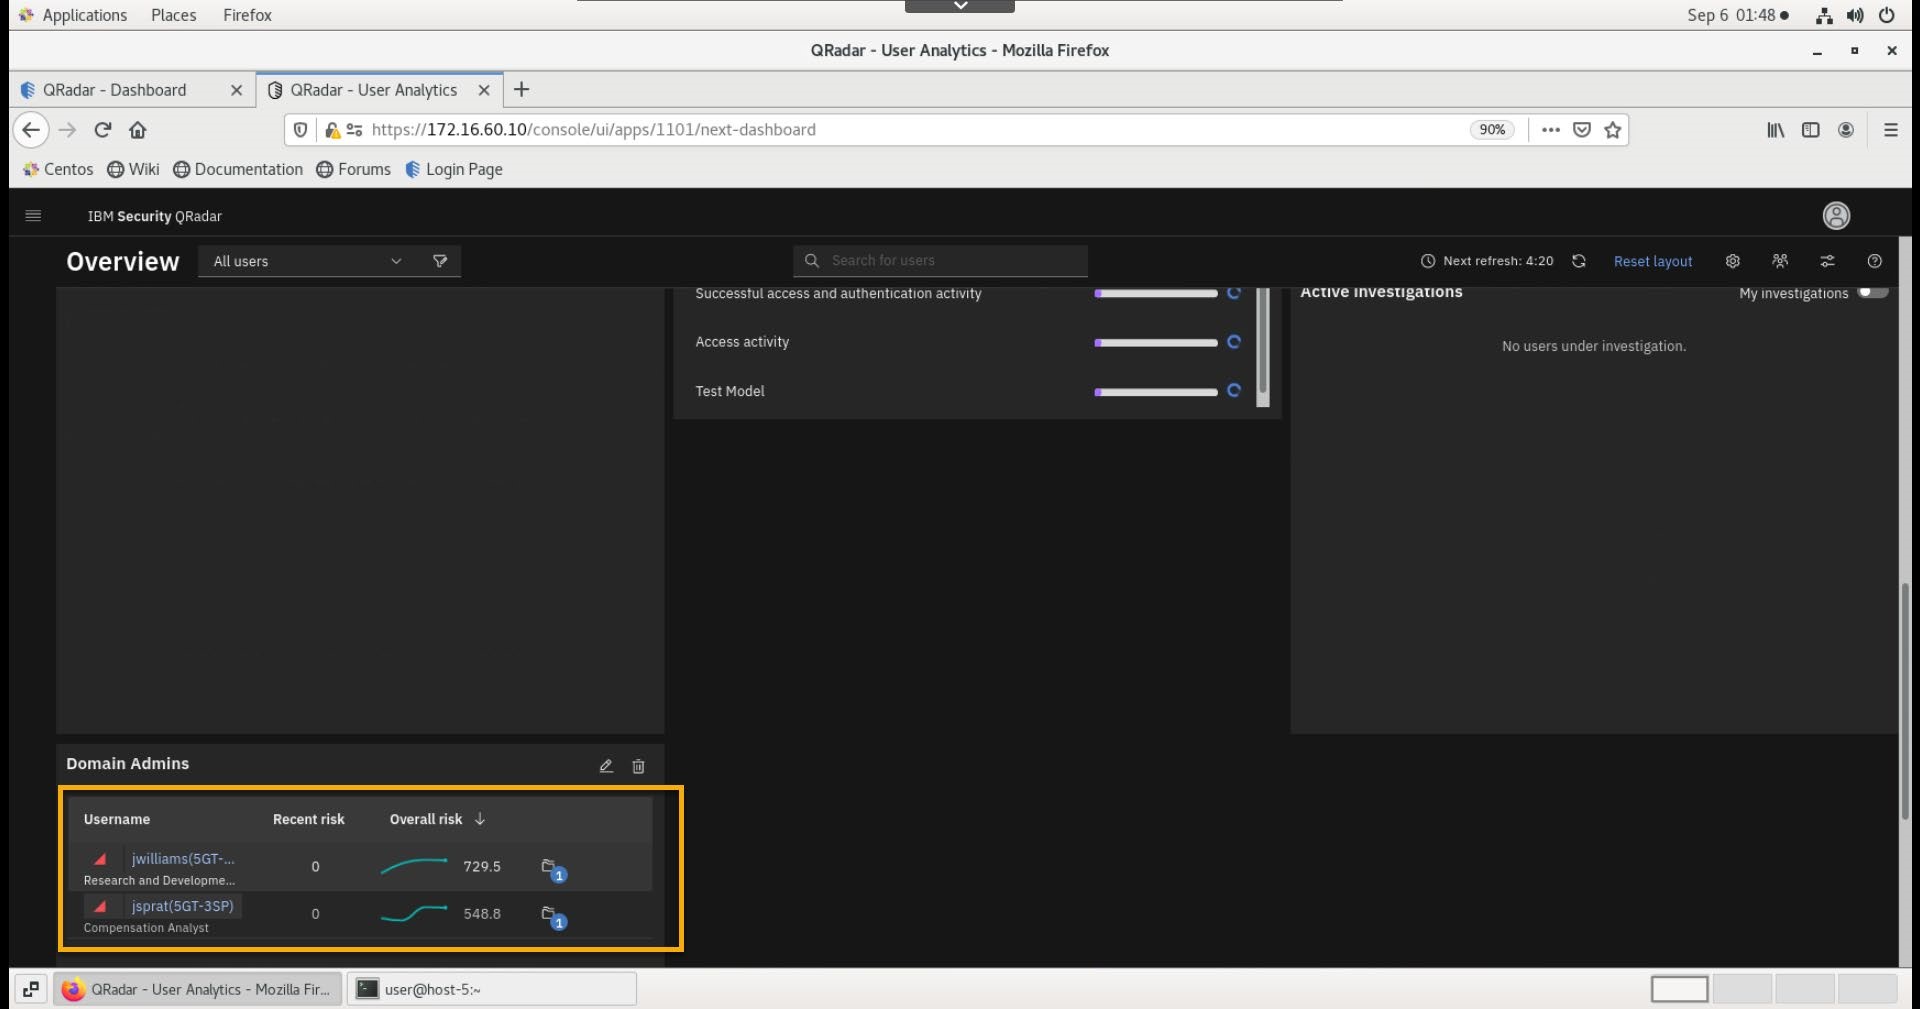 Applications Places Firefox Sep 6 01:48
QRadar - User Analytics - Mozilla Firefox
QRadar - Dashboard QRadar - User Analytics
https://172.16.60.10/console/ui/apps/1101/next-dashboard 90%
Centos Wiki Documentation Forums Login Page
IBM Security QRadar
Overview All users Search for users Next refresh: 4:20 Reset layout
Successful access and authentication activity
Active investigations My investigations
Access activity
No users under investigation.
Test Model
Domain Admins
Username Recent risk Overall risk
jwilliams(5GT-... 0 729.5 1
Research and Developme...
jsprat(5GT-3SP) 0 548.8 1
Compensation Analyst
QRadar - User Analytics - Mozilla Fir... user@host-5:~